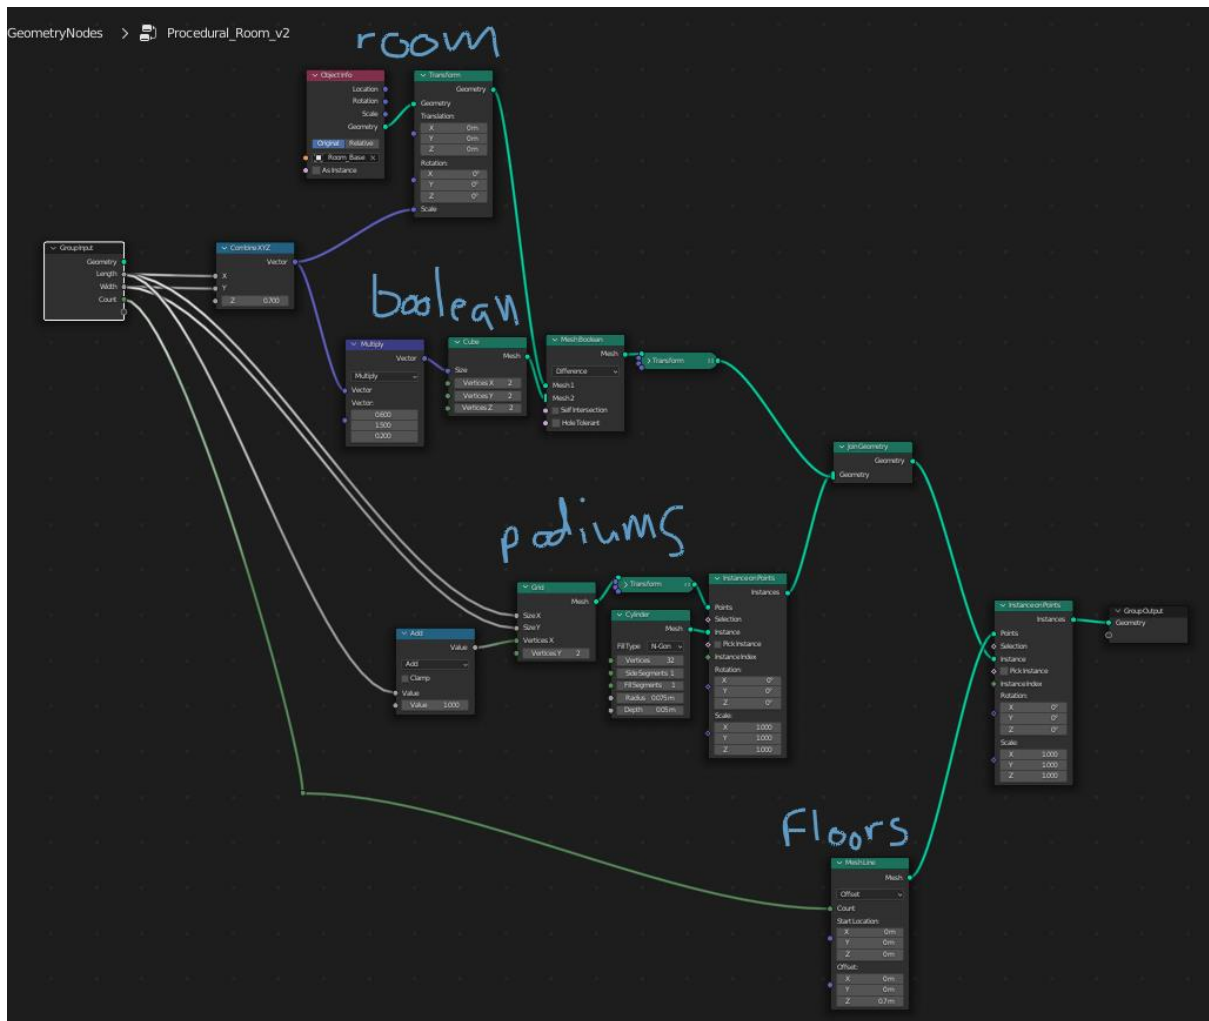 GeometryNodes > Procedural_Room_v2
room
Object Info
Location
Rotation
Scale
Geometry
Original Relative
Room_Base
As Instance
Transform
Geometry
Geometry
Translation:
X 0m
Y 0m
Z 0m
Rotation:
X 0°
Y 0°
Z 0°
Scale
Group Input
Geometry
Length
Width
Count
Combine XYZ
Vector
X
Y
Z 0.700
boolean
Multiply
Vector
Multiply
Vector
Vector:
0.600
1.500
0.200
Cube
Mesh
Size
Vertices X 2
Vertices Y 2
Vertices Z 2
Mesh Boolean
Mesh
Difference
Mesh 1
Mesh 2
Self Intersection
Hole Tolerant
Transform
Join Geometry
Geometry
Geometry
podiums
Grid
Mesh
Size X
Size Y
Vertices X
Vertices Y 2
Add
Value
Add
Clamp
Value
Value 1.000
Transform
Cylinder
Mesh
Fill Type N-Gon
Vertices 32
Side Segments 1
Fill Segments 1
Radius 0.075m
Depth 0.05m
Instance on Points
Instances
Points
Selection
Instance
Pick Instance
Instance Index
Rotation:
X 0°
Y 0°
Z 0°
Scale:
X 1.000
Y 1.000
Z 1.000
Instance on Points
Instances
Points
Selection
Instance
Pick Instance
Instance Index
Rotation:
X 0°
Y 0°
Z 0°
Scale:
X 1.000
Y 1.000
Z 1.000
Group Output
Geometry
Floors
Mesh Line
Mesh
Offset
Count
Start Location:
X 0m
Y 0m
Z 0m
Offset:
X 0m
Y 0m
Z 0.7m